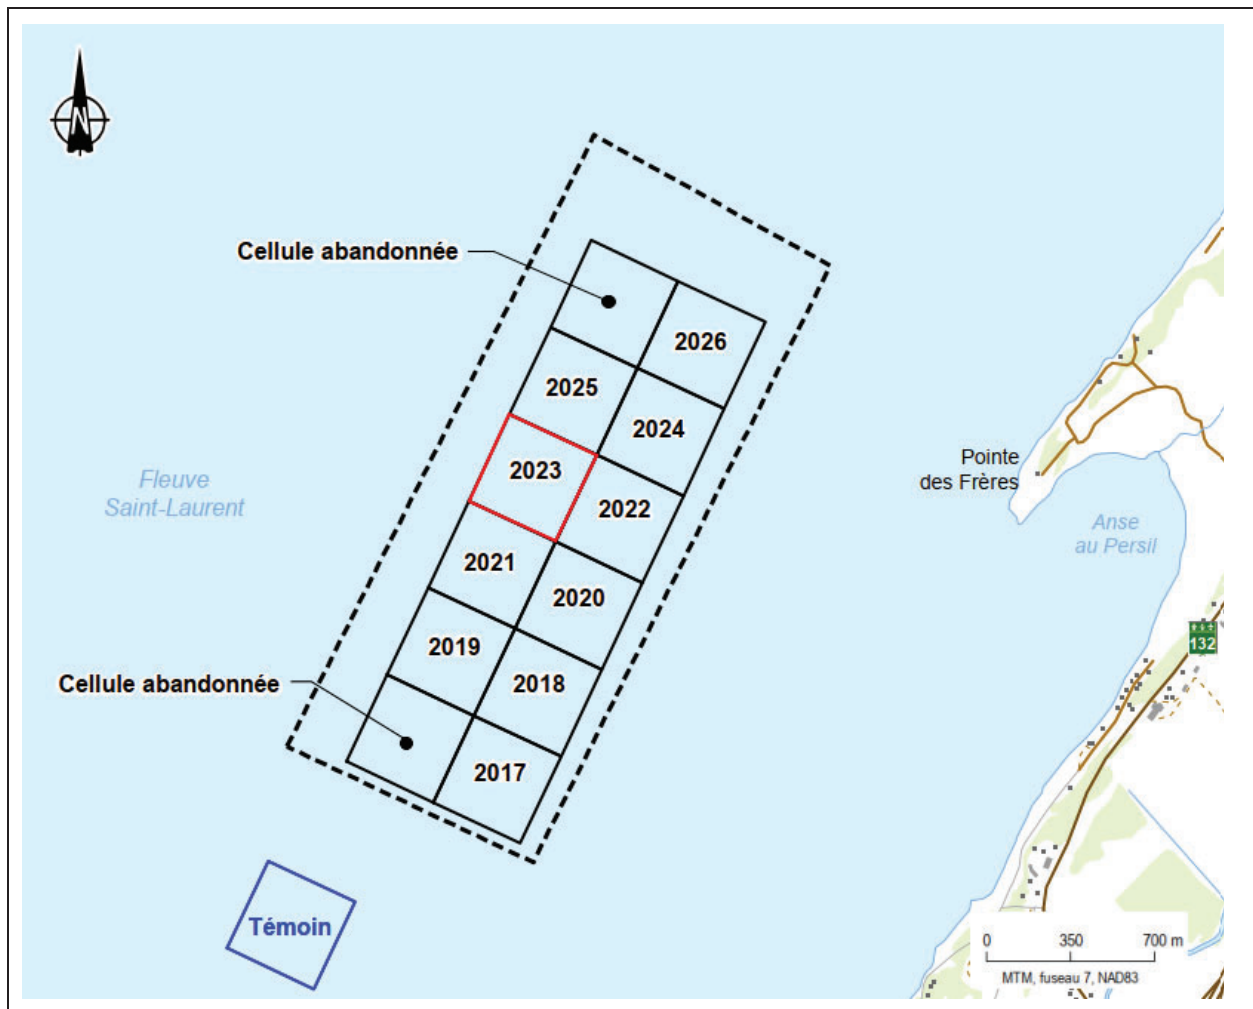 N
Cellule abandonnée
2026
2025
2024
2023
Pointe
des Frères
Fleuve
Saint-Laurent
2022
Anse
au Persil
2021
2020
132
2019
Cellule abandonnée
2018
2017
Témoin
0 350 700 m
MTM, fuseau 7, NAD83